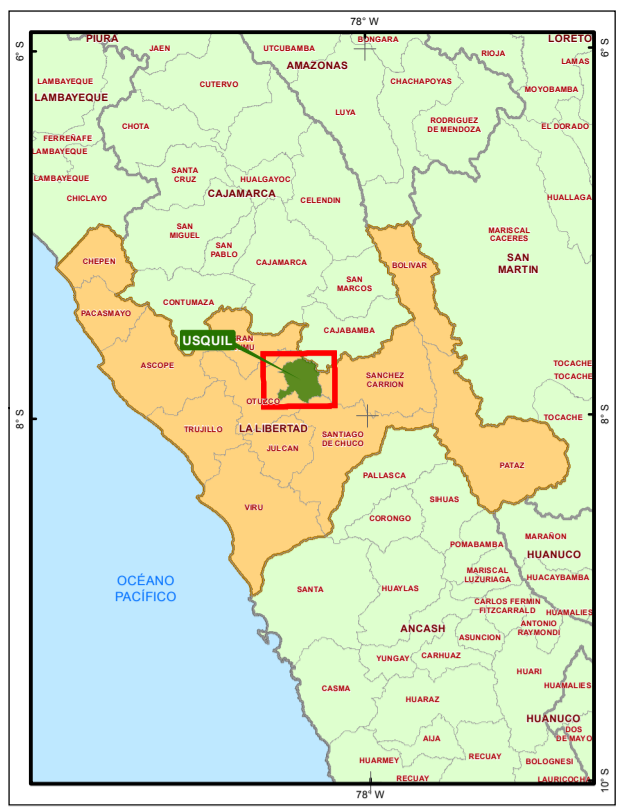 78° W
6° S
6° S
PIURA
JAEN
UTCUBAMBA
BONGARA
LORETO
RIOJA
LAMAS
AMAZONAS
LAMBAYEQUE
CUTERVO
CHACHAPOYAS
MOYOBAMBA
LAMBAYEQUE
LUYA
CHOTA
RODRIGUEZ
DE MENDOZA
EL DORADO
FERREÑAFE
LAMBAYEQUE
LAMBAYEQUE
SANTA
CRUZ
HUALGAYOC
CHICLAYO
CAJAMARCA
CELENDIN
HUALLAGA
SAN
MIGUEL
SAN
PABLO
MARISCAL
CACERES
CHEPEN
CAJAMARCA
BOLIVAR
SAN
MARTIN
SAN
MARCOS
CONTUMAZA
PACASMAYO
CAJABAMBA
USQUIL
RAN
MU
ASCOPE
SANCHEZ
CARRION
TOCACHE
TOCACHE
OTUZCO
TOCACHE
8° S
8° S
TRUJILLO
LA LIBERTAD
SANTIAGO
DE CHUCO
JULCAN
PATAZ
PALLASCA
SIHUAS
VIRU
CORONGO
MARAÑON
POMABAMBA
HUANUCO
MARISCAL
LUZURIAGA
HUACAYBAMBA
OCÉANO
PACÍFICO
SANTA
HUAYLAS
CARLOS FERMIN
FITZCARRALD
HUAMALIES
ANTONIO
RAYMONDI
ANCASH
ASUNCION
YUNGAY
CARHUAZ
HUARI
CASMA
HUAMALIES
HUARAZ
HUANUCO
DOS
DE MAYO
AIJA
HUARMEY
RECUAY
BOLOGNESI
RECUAY
LAURICOCHA
10° S
78° W